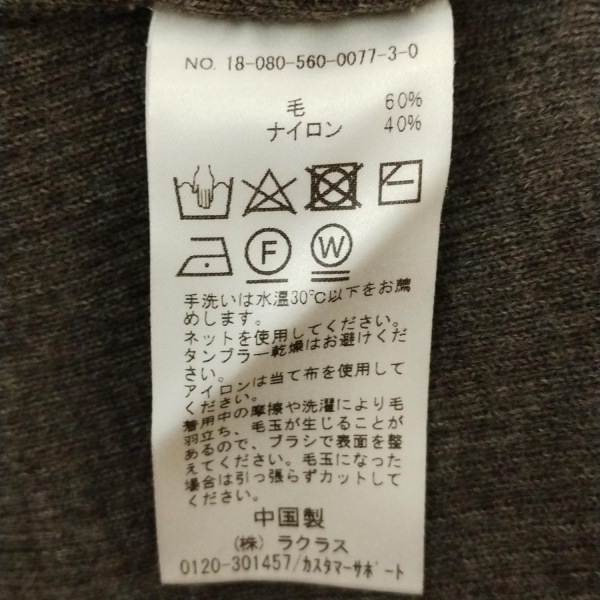 NO. 18-080-560-0077-3-0
毛 60%
ナイロン 40%
F W
手洗いは水温30℃以下をお薦
めします。
ネットを使用してください。
タンブラー乾燥はお避けくだ
さい。
アイロンは当て布を使用して
ください。
着用中の摩擦や洗濯により毛
羽立ち、毛玉が生じることが
あるので、ブラシで表面を整
えてください。毛玉になった
場合は引っ張らずカットして
ください。
中国製
(株) ラクラス
0120-301457/カスタマーサポート